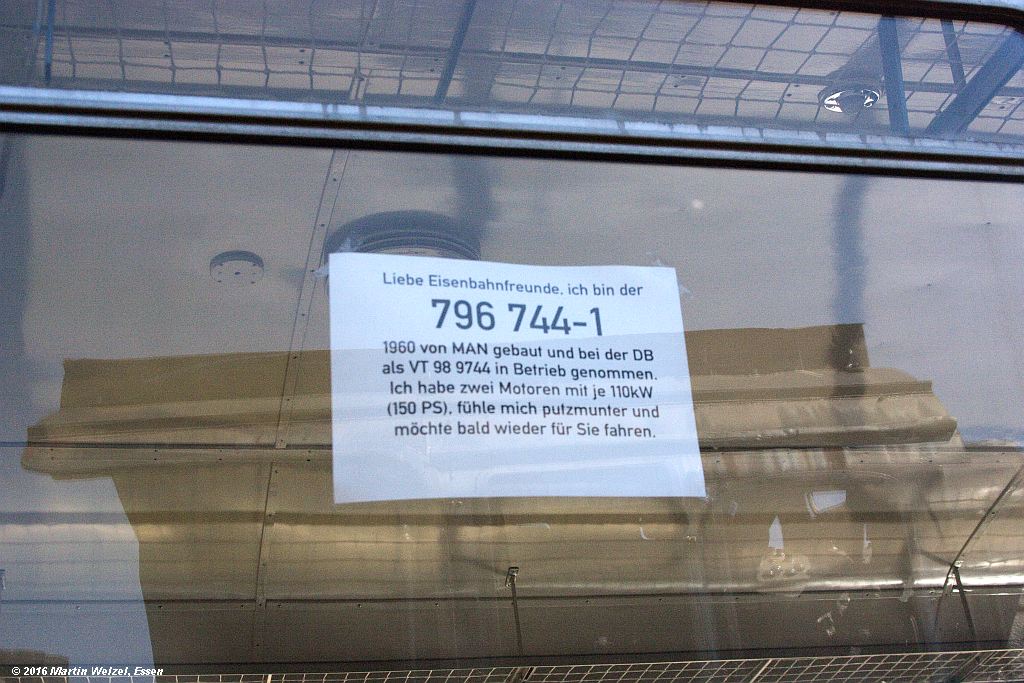 Liebe Eisenbahnfreunde, ich bin der
796 744-1
1960 von MAN gebaut und bei der DB
als VT 98 9744 in Betrieb genommen.
Ich habe zwei Motoren mit je 110kW
(150 PS), fühle mich putzmunter und
möchte bald wieder für Sie fahren.
© 2016 Martin Welzel, Essen